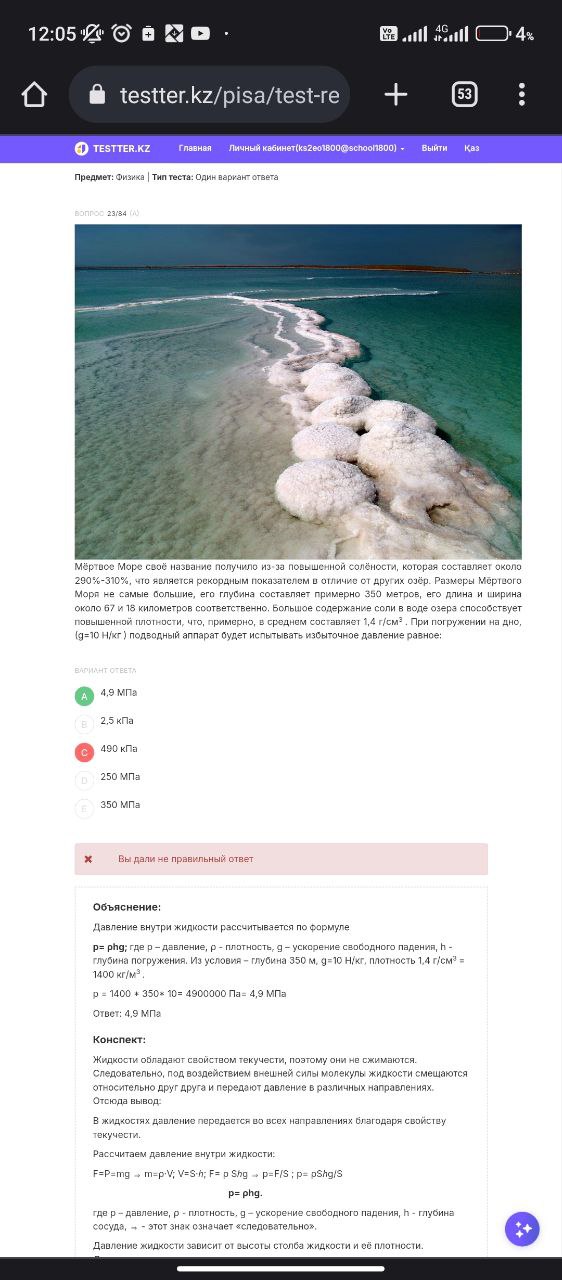 12:05
Vo LTE 4G 4%
testter.kz/pisa/test-re
53
TESTTER.KZ Главная Личный кабинет(ks2eo1800@school1800) Выйти Қаз
Предмет: Физика | Тип теста: Один вариант ответа
ВОПРОС 23/84 (A)
Мёртвое Море своё название получило из-за повышенной солёности, которая составляет около
290%-310%, что является рекордным показателем в отличие от других озёр. Размеры Мёртвого
Моря не самые большие, его глубина составляет примерно 350 метров, его длина и ширина
около 67 и 18 километров соответственно. Большое содержание соли в воде озера способствует
повышенной плотности, что, примерно, в среднем составляет 1,4 г/см³ . При погружении на дно,
(g=10 Н/кг ) подводный аппарат будет испытывать избыточное давление равное:
ВАРИАНТ ОТВЕТА
A 4,9 МПа
B 2,5 кПа
C 490 кПа
D 250 МПа
E 350 МПа
Вы дали не правильный ответ
Объяснение:
Давление внутри жидкости рассчитывается по формуле
p= ρhg; где p – давление, ρ - плотность, g – ускорение свободного падения, h -
глубина погружения. Из условия – глубина 350 м, g=10 Н/кг, плотность 1,4 г/см³ =
1400 кг/м³ .
p = 1400 * 350* 10= 4900000 Па= 4,9 МПа
Ответ: 4,9 МПа
Конспект:
Жидкости обладают свойством текучести, поэтому они не сжимаются.
Следовательно, под воздействием внешней силы молекулы жидкости смещаются
относительно друг друга и передают давление в различных направлениях.
Отсюда вывод:
В жидкостях давление передается во всех направлениях благодаря свойству
текучести.
Рассчитаем давление внутри жидкости:
F=P=mg → m=ρ·V; V=S·h; F= ρ Shg → p=F/S ; p= ρShg/S
p= ρhg.
где p – давление, ρ - плотность, g – ускорение свободного падения, h - глубина
сосуда, → - этот знак означает «следовательно».
Давление жидкости зависит от высоты столба жидкости и её плотности.